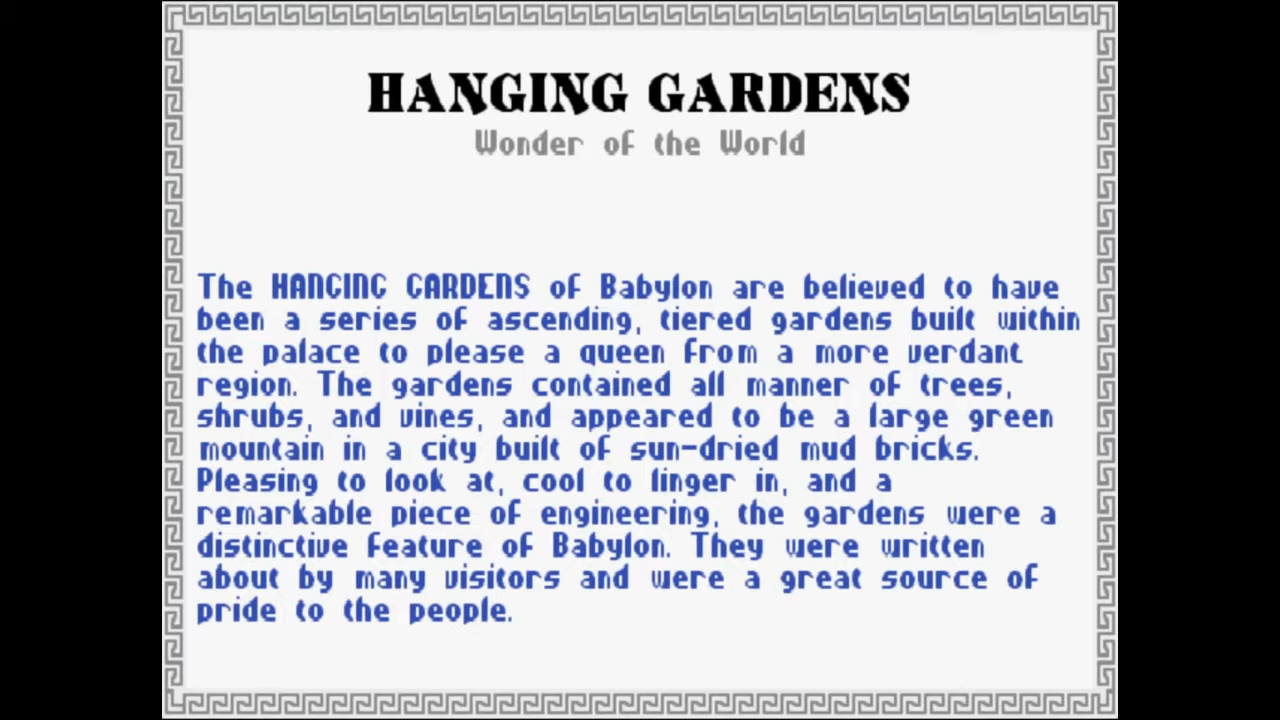 HANGING GARDENS
Wonder of the World
The HANGING GARDENS of Babylon are believed to have
been a series of ascending, tiered gardens built within
the palace to please a queen from a more verdant
region. The gardens contained all manner of trees,
shrubs, and vines, and appeared to be a large green
mountain in a city built of sun-dried mud bricks.
Pleasing to look at, cool to linger in, and a
remarkable piece of engineering, the gardens were a
distinctive feature of Babylon. They were written
about by many visitors and were a great source of
pride to the people.